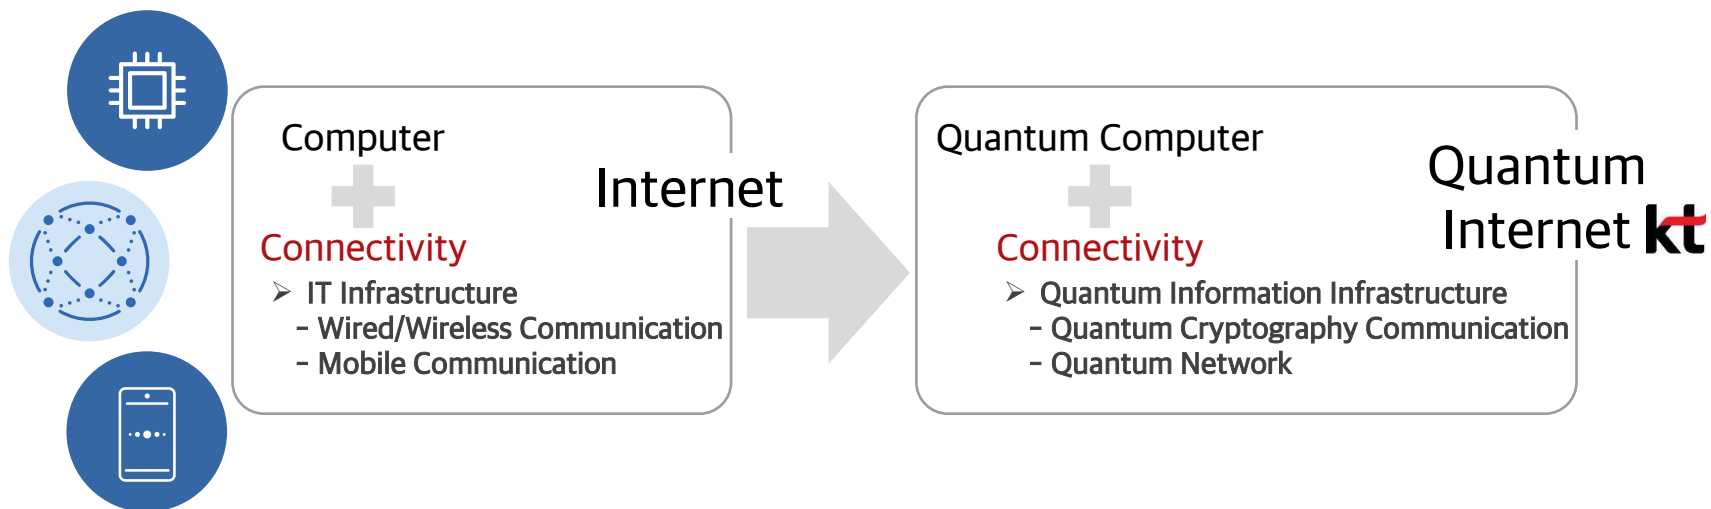 Computer
Internet
Connectivity
➢ IT Infrastructure
– Wired/Wireless Communication
– Mobile Communication
Quantum Computer
Quantum
Internet kt
Connectivity
➢ Quantum Information Infrastructure
– Quantum Cryptography Communication
– Quantum Network